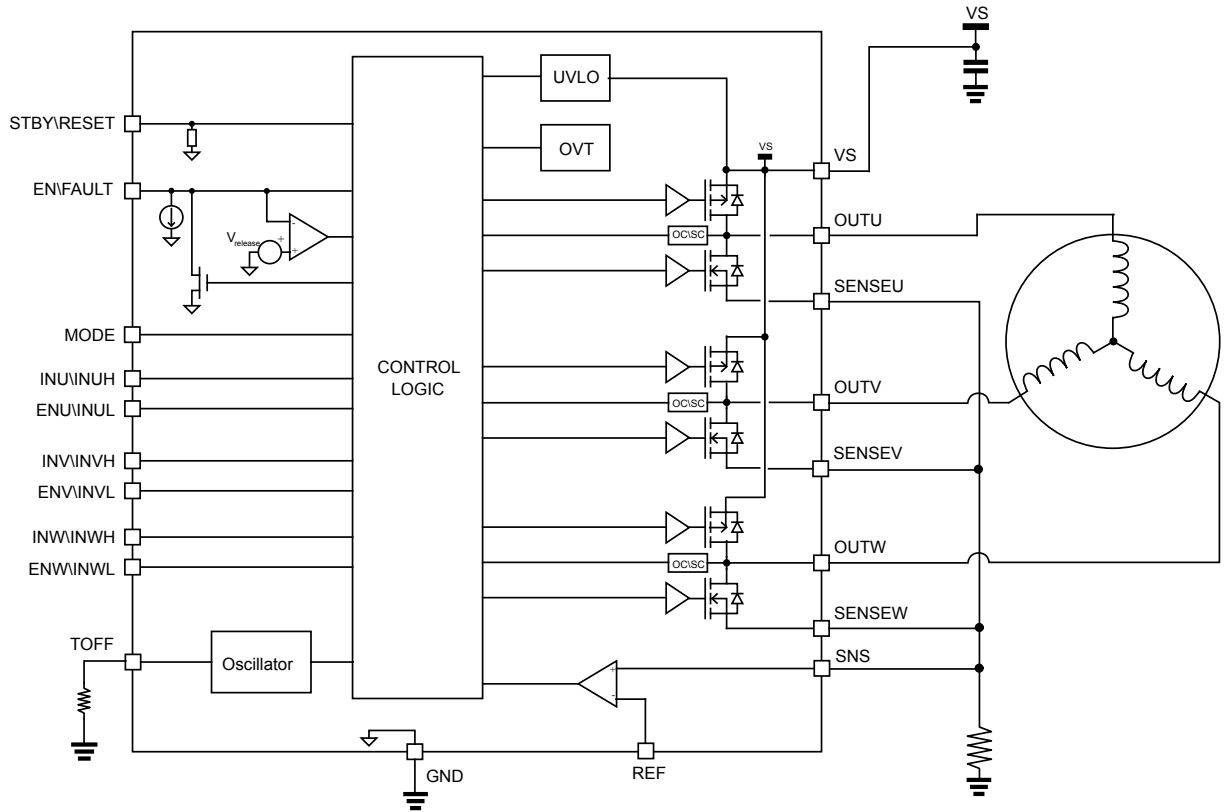 VS
UVLO
STBY\RESET
OVT
VS
VS
EN\FAULT
OUTU
OC\SC
Vrelease
+
-
+
SENSEU
MODE
CONTROL
LOGIC
INU\INUH
ENU\INUL
OC\SC
OUTV
INV\INVH
SENSEV
ENV\INVL
INW\INWH
OUTW
ENW\INWL
OC\SC
SENSEW
TOFF
Oscillator
SNS
+
-
GND
REF